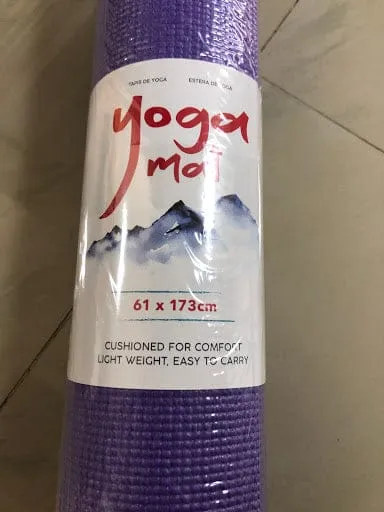 TAPIS DE YOGA ESTERA DE YOGA
yoga
mat
61 x 173cm
CUSHIONED FOR COMFORT
LIGHT WEIGHT, EASY TO CARRY